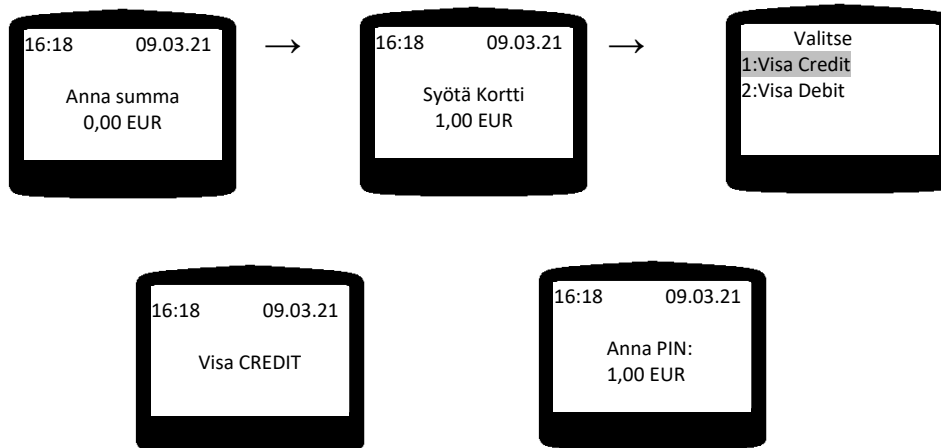 16:18 09.03.21
Anna summa
0,00 EUR
→
16:18 09.03.21
Syötä Kortti
1,00 EUR
→
Valitse
1:Visa Credit
2:Visa Debit
16:18 09.03.21
Visa CREDIT
16:18 09.03.21
Anna PIN:
1,00 EUR